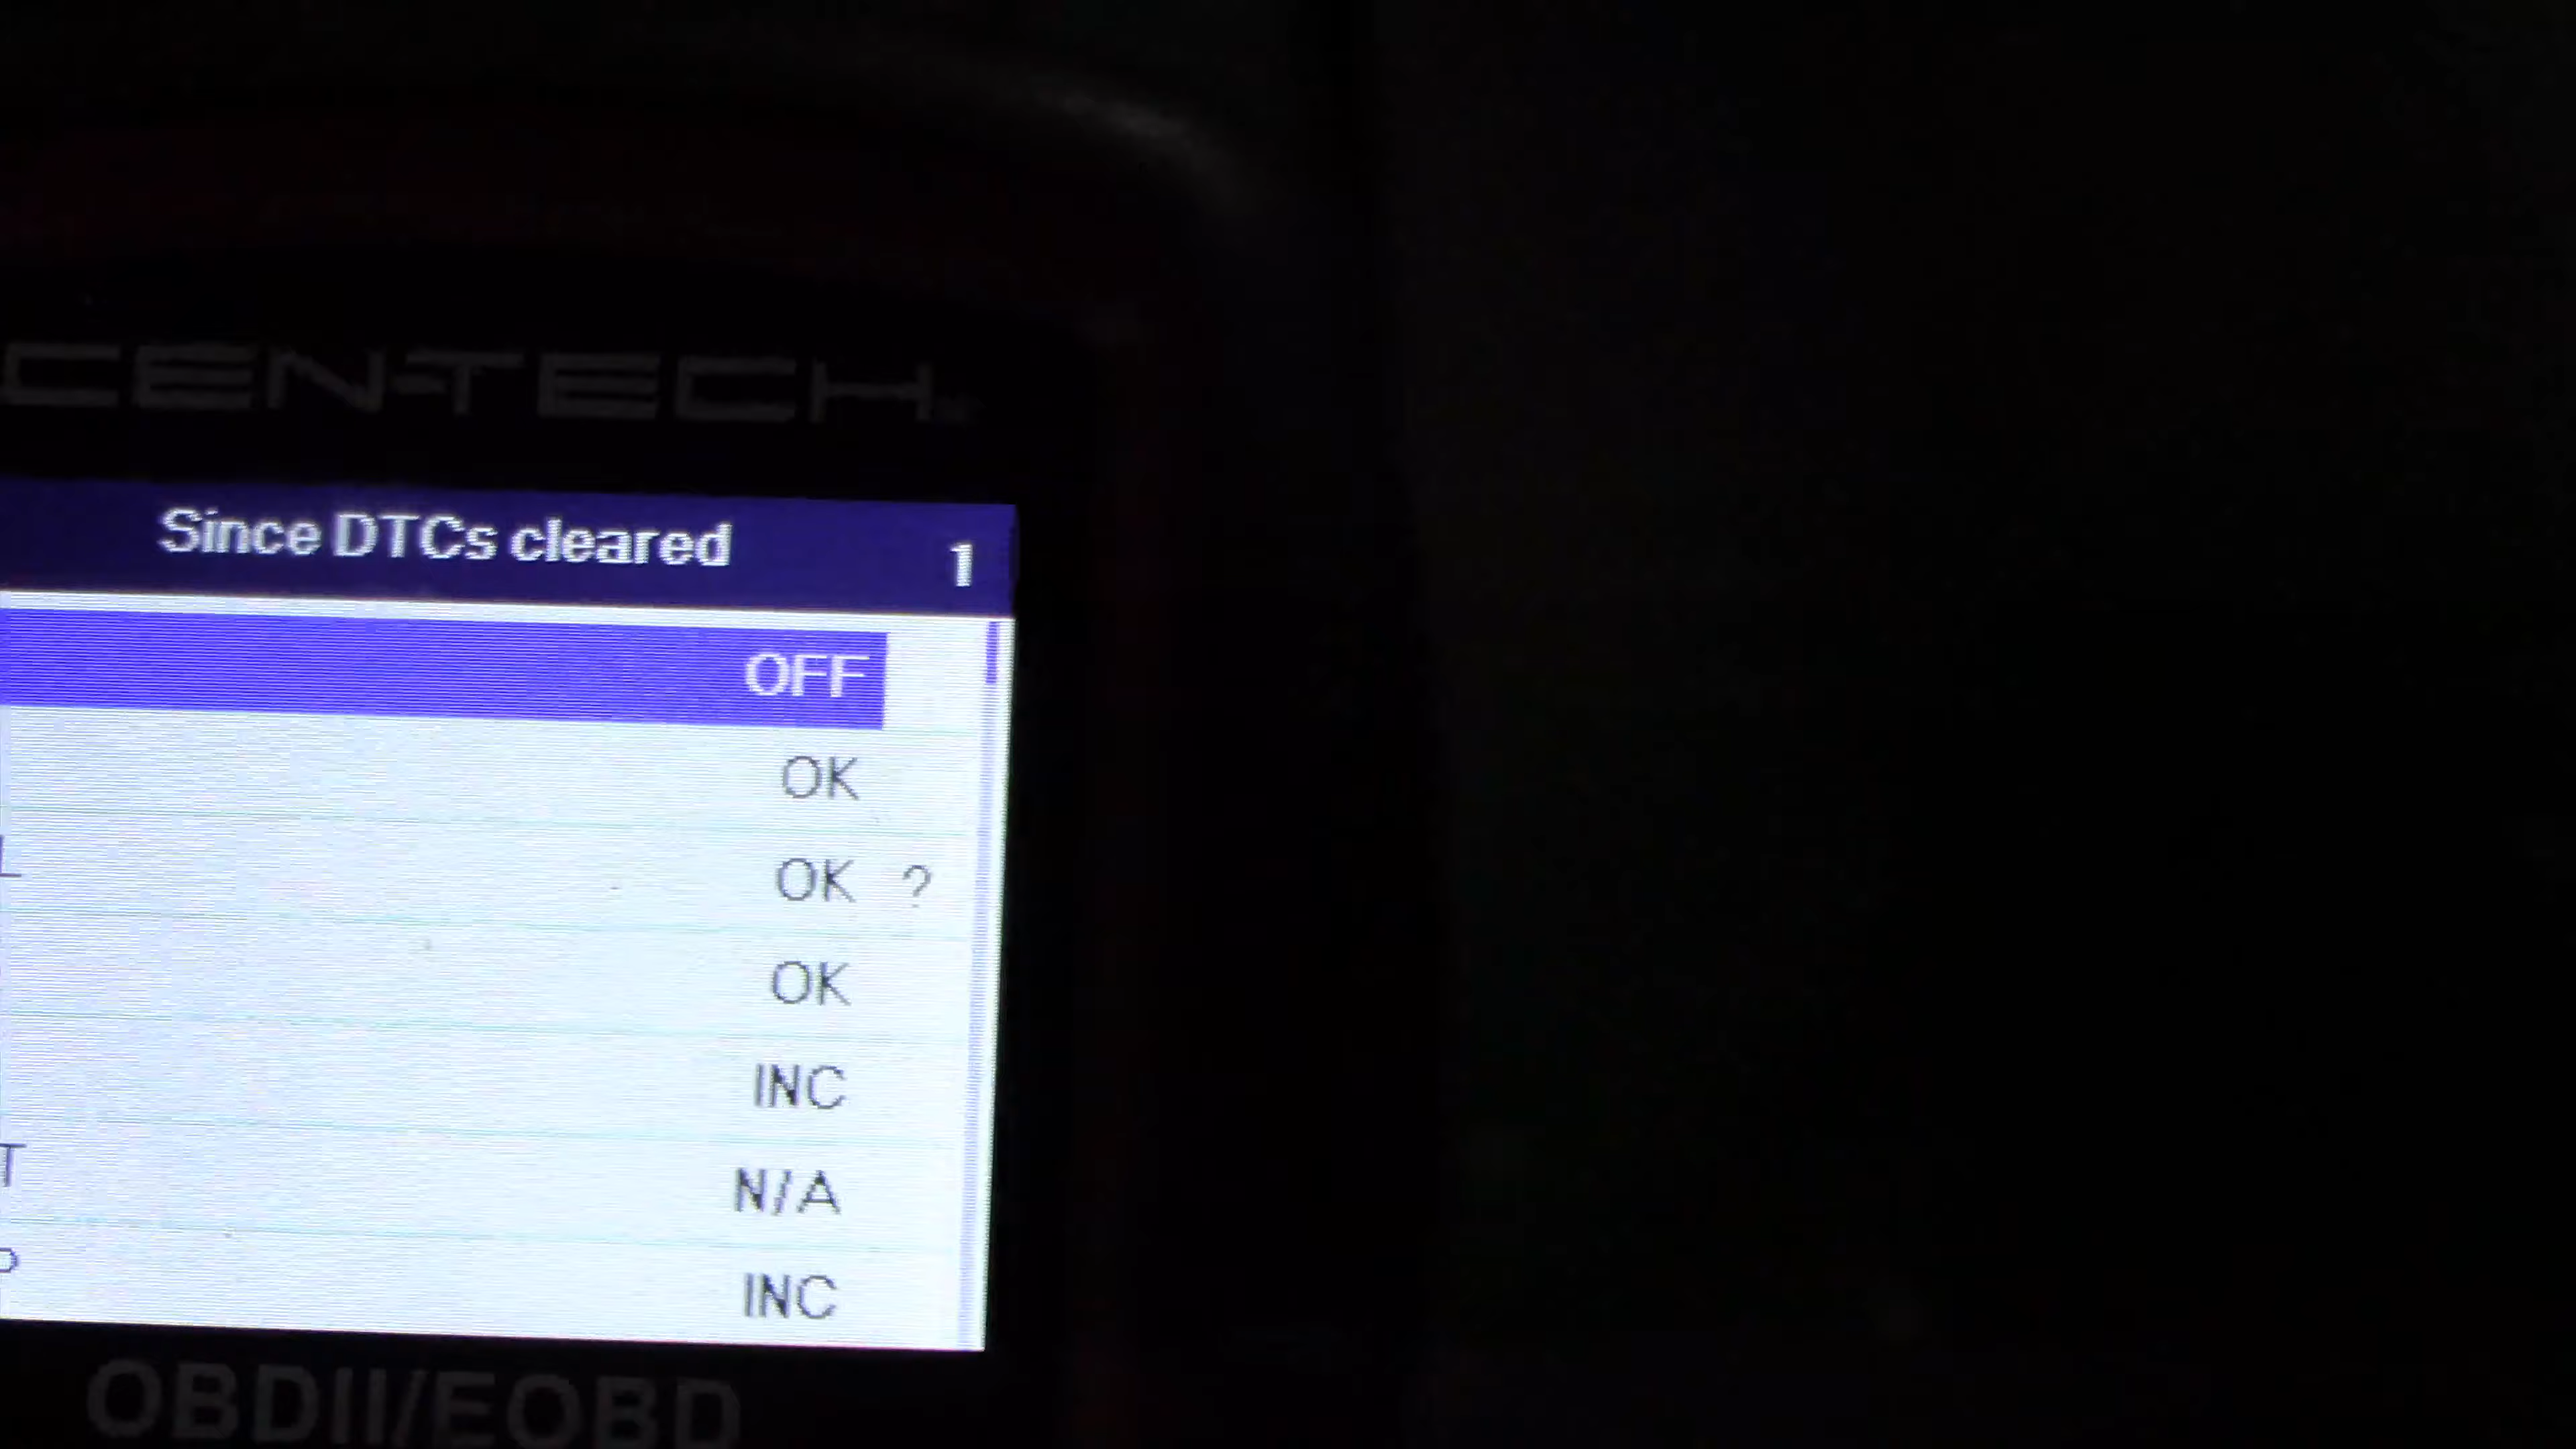 CEN-TECH
Since DTCs cleared 1
OFF
OK
L OK ?
OK
INC
T N/A
P INC
OBDII/EOBD